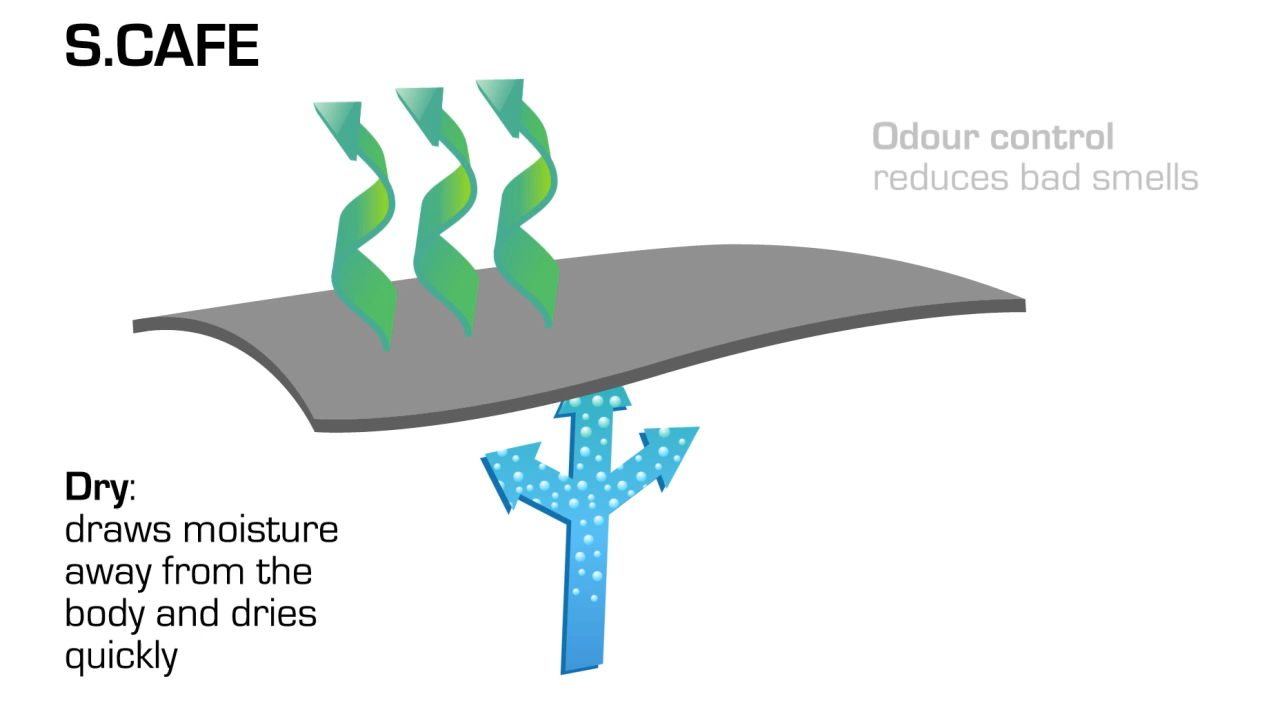 S.CAFE
Odour control
reduces bad smells
Dry:
draws moisture
away from the
body and dries
quickly